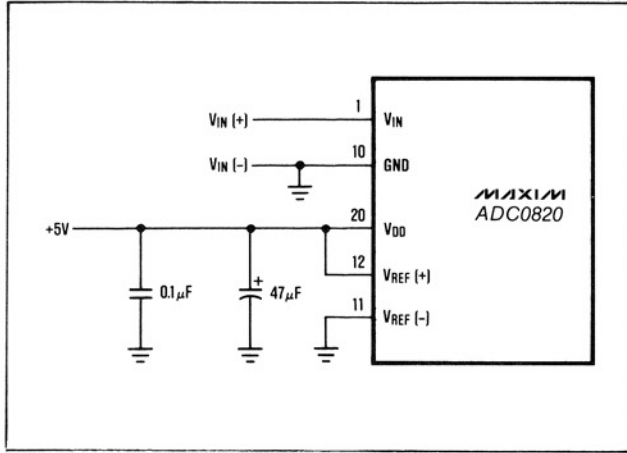 1
VIN (+) VIN
10
VIN (-) GND
MAXIM
ADC0820
20
+5V VDD
12
0.1µF + 47µF VREF (+)
11
VREF (-)